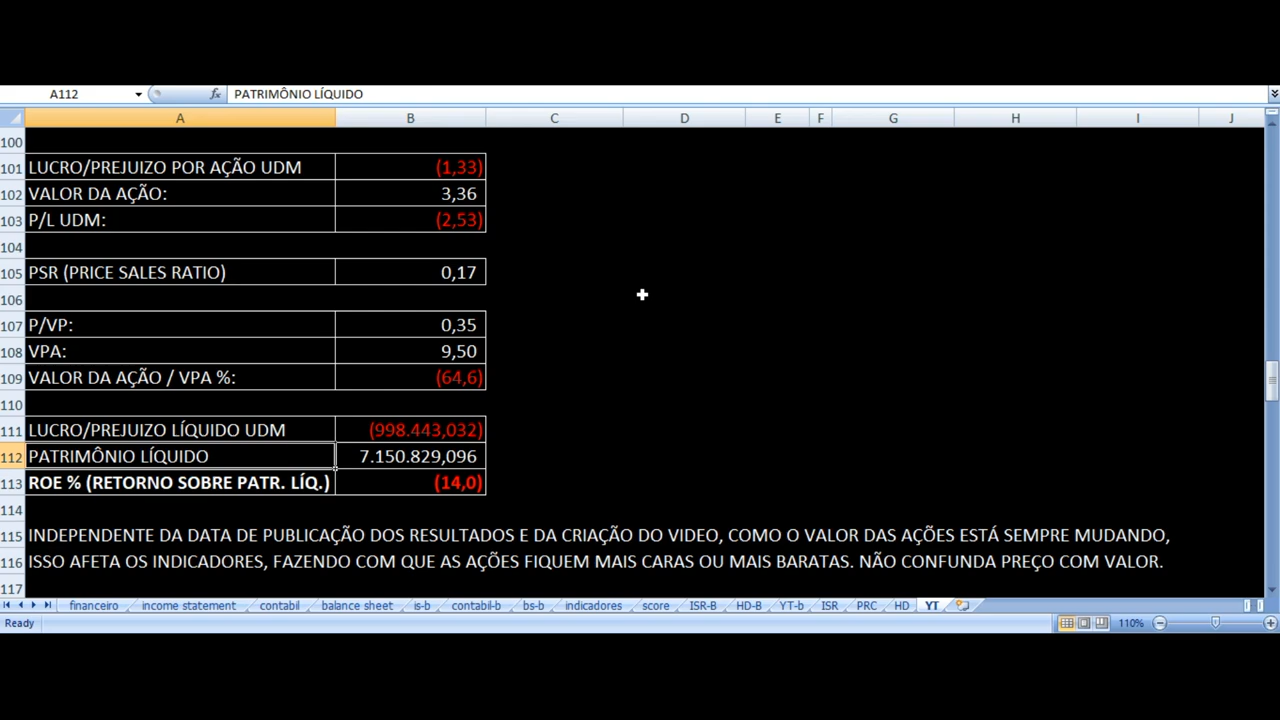 A112 fx PATRIMÔNIO LÍQUIDO
A B C D E F G H I J
100
101 LUCRO/PREJUIZO POR AÇÃO UDM (1,33)
102 VALOR DA AÇÃO: 3,36
103 P/L UDM: (2,53)
104
105 PSR (PRICE SALES RATIO) 0,17
106
107 P/VP: 0,35
108 VPA: 9,50
109 VALOR DA AÇÃO / VPA %: (64,6)
110
111 LUCRO/PREJUIZO LÍQUIDO UDM (998.443,032)
112 PATRIMÔNIO LÍQUIDO 7.150.829,096
113 ROE % (RETORNO SOBRE PATR. LÍQ.) (14,0)
114
115 INDEPENDENTE DA DATA DE PUBLICAÇÃO DOS RESULTADOS E DA CRIAÇÃO DO VIDEO, COMO O VALOR DAS AÇÕES ESTÁ SEMPRE MUDANDO,
116 ISSO AFETA OS INDICADORES, FAZENDO COM QUE AS AÇÕES FIQUEM MAIS CARAS OU MAIS BARATAS. NÃO CONFUNDA PREÇO COM VALOR.
117
financeiro income statement contabil balance sheet is-b contabil-b bs-b indicadores score ISR-B HD-B YT-b ISR PRC HD YT
Ready 110%